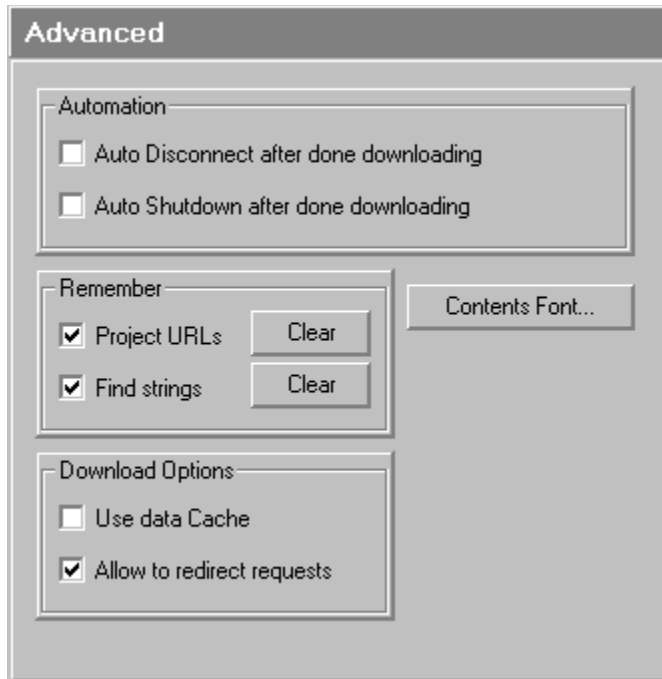 Advanced
Automation
Auto Disconnect after done downloading
Auto Shutdown after done downloading
Remember
Project URLs
Clear
Find strings
Clear
Contents Font...
Download Options
Use data Cache
Allow to redirect requests